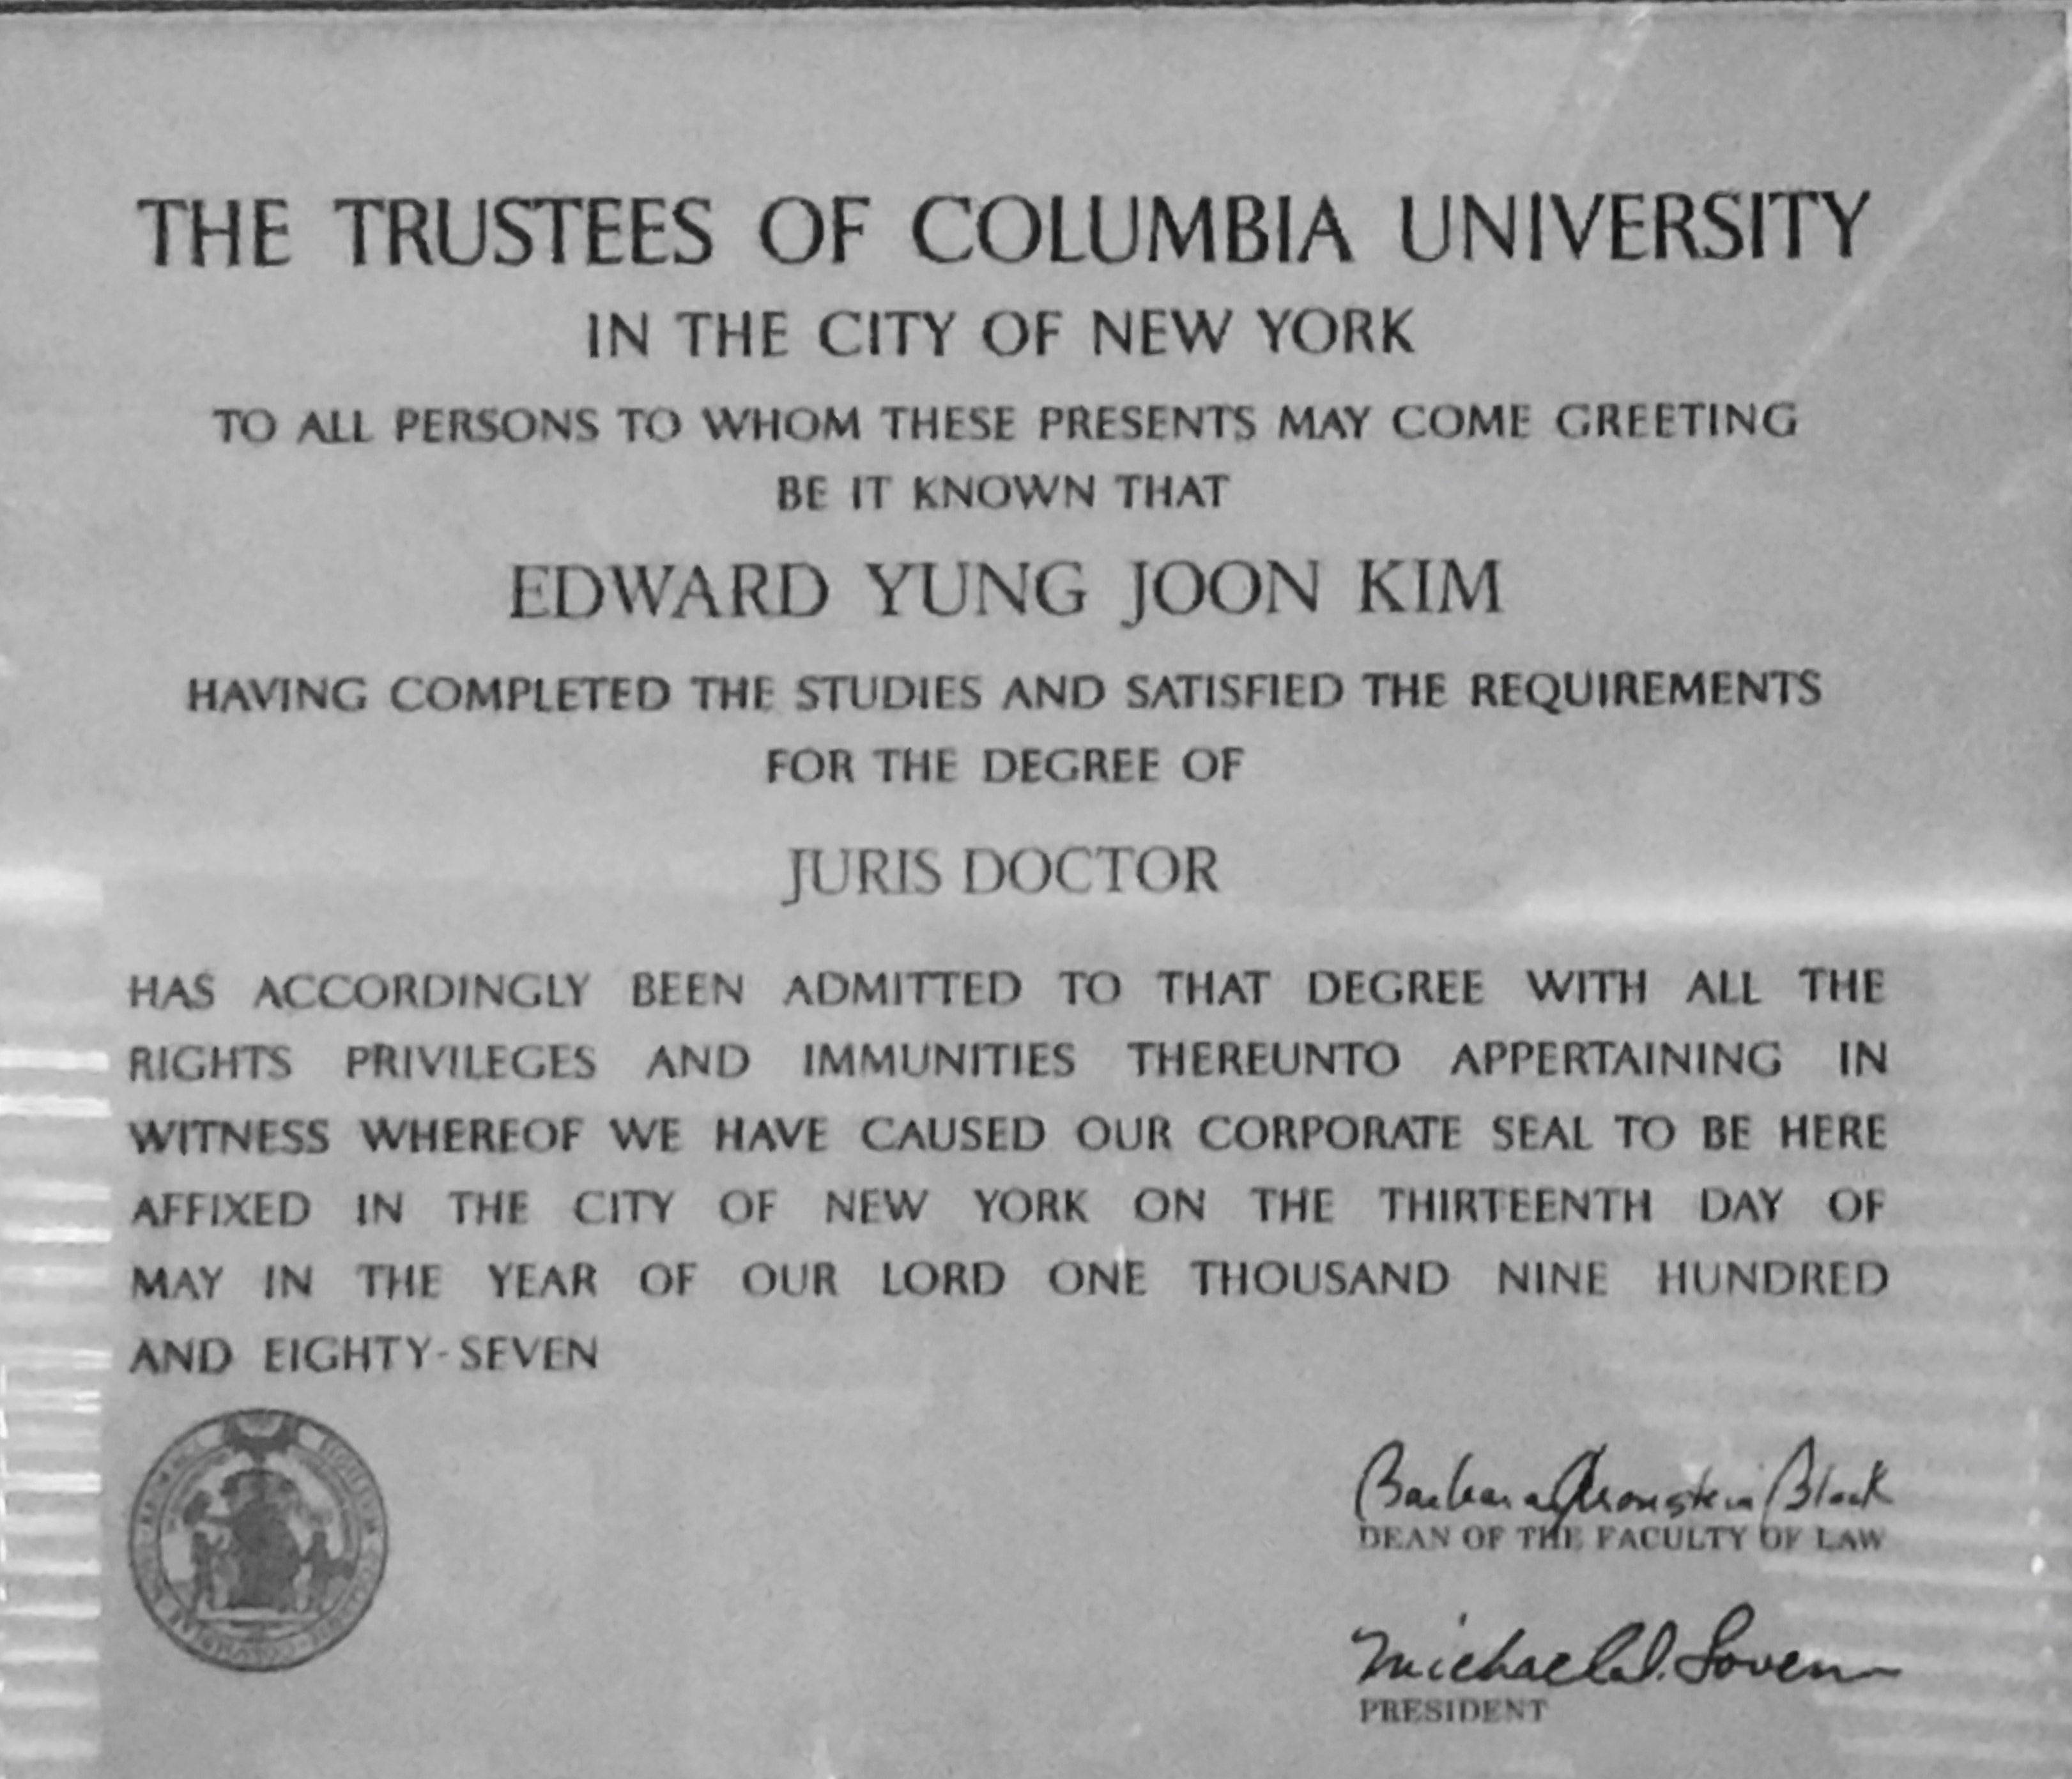 THE TRUSTEES OF COLUMBIA UNIVERSITY
IN THE CITY OF NEW YORK
TO ALL PERSONS TO WHOM THESE PRESENTS MAY COME GREETING
BE IT KNOWN THAT
EDWARD YUNG JOON KIM
HAVING COMPLETED THE STUDIES AND SATISFIED THE REQUIREMENTS
FOR THE DEGREE OF
JURIS DOCTOR
HAS ACCORDINGLY BEEN ADMITTED TO THAT DEGREE WITH ALL THE
RIGHTS PRIVILEGES AND IMMUNITIES THEREUNTO APPERTAINING IN
WITNESS WHEREOF WE HAVE CAUSED OUR CORPORATE SEAL TO BE HERE
AFFIXED IN THE CITY OF NEW YORK ON THE THIRTEENTH DAY OF
MAY IN THE YEAR OF OUR LORD ONE THOUSAND NINE HUNDRED
AND EIGHTY-SEVEN
Barbara Aronstein Black
DEAN OF THE FACULTY OF LAW
Michael I. Sovern
PRESIDENT